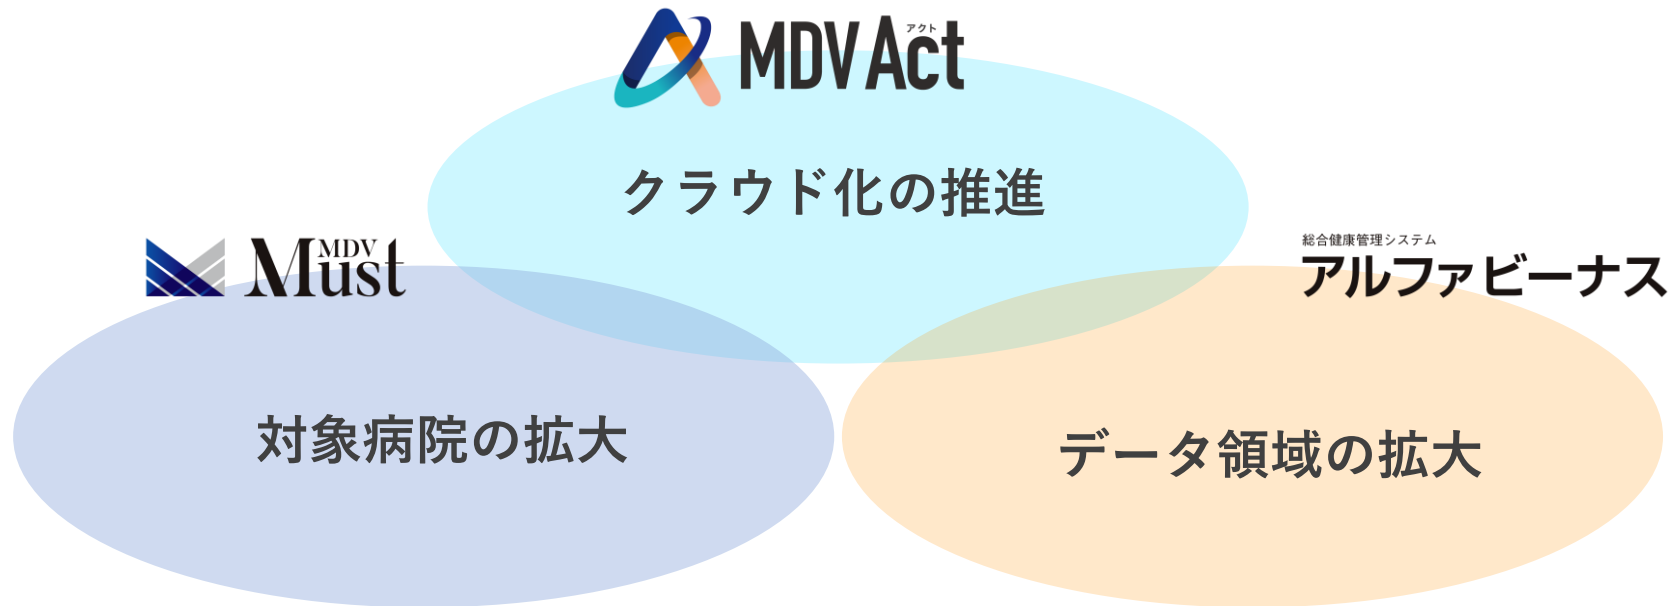 アクト
MDV Act
クラウド化の推進
MDV
Must
総合健康管理システム
アルファビーナス
対象病院の拡大
データ領域の拡大